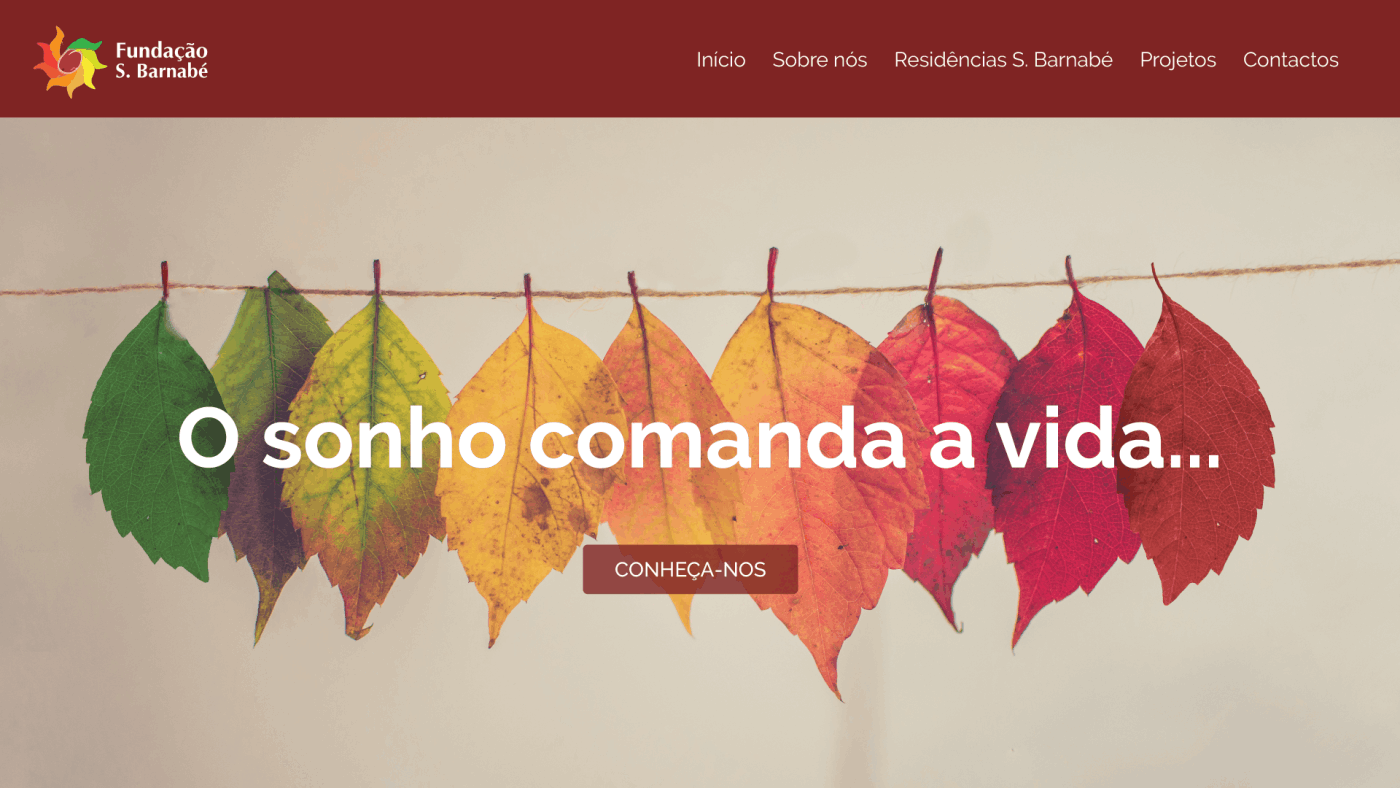 Fundação
S. Barnabé
Início Sobre nós Residências S. Barnabé Projetos Contactos
O sonho comanda a vida...
CONHEÇA-NOS